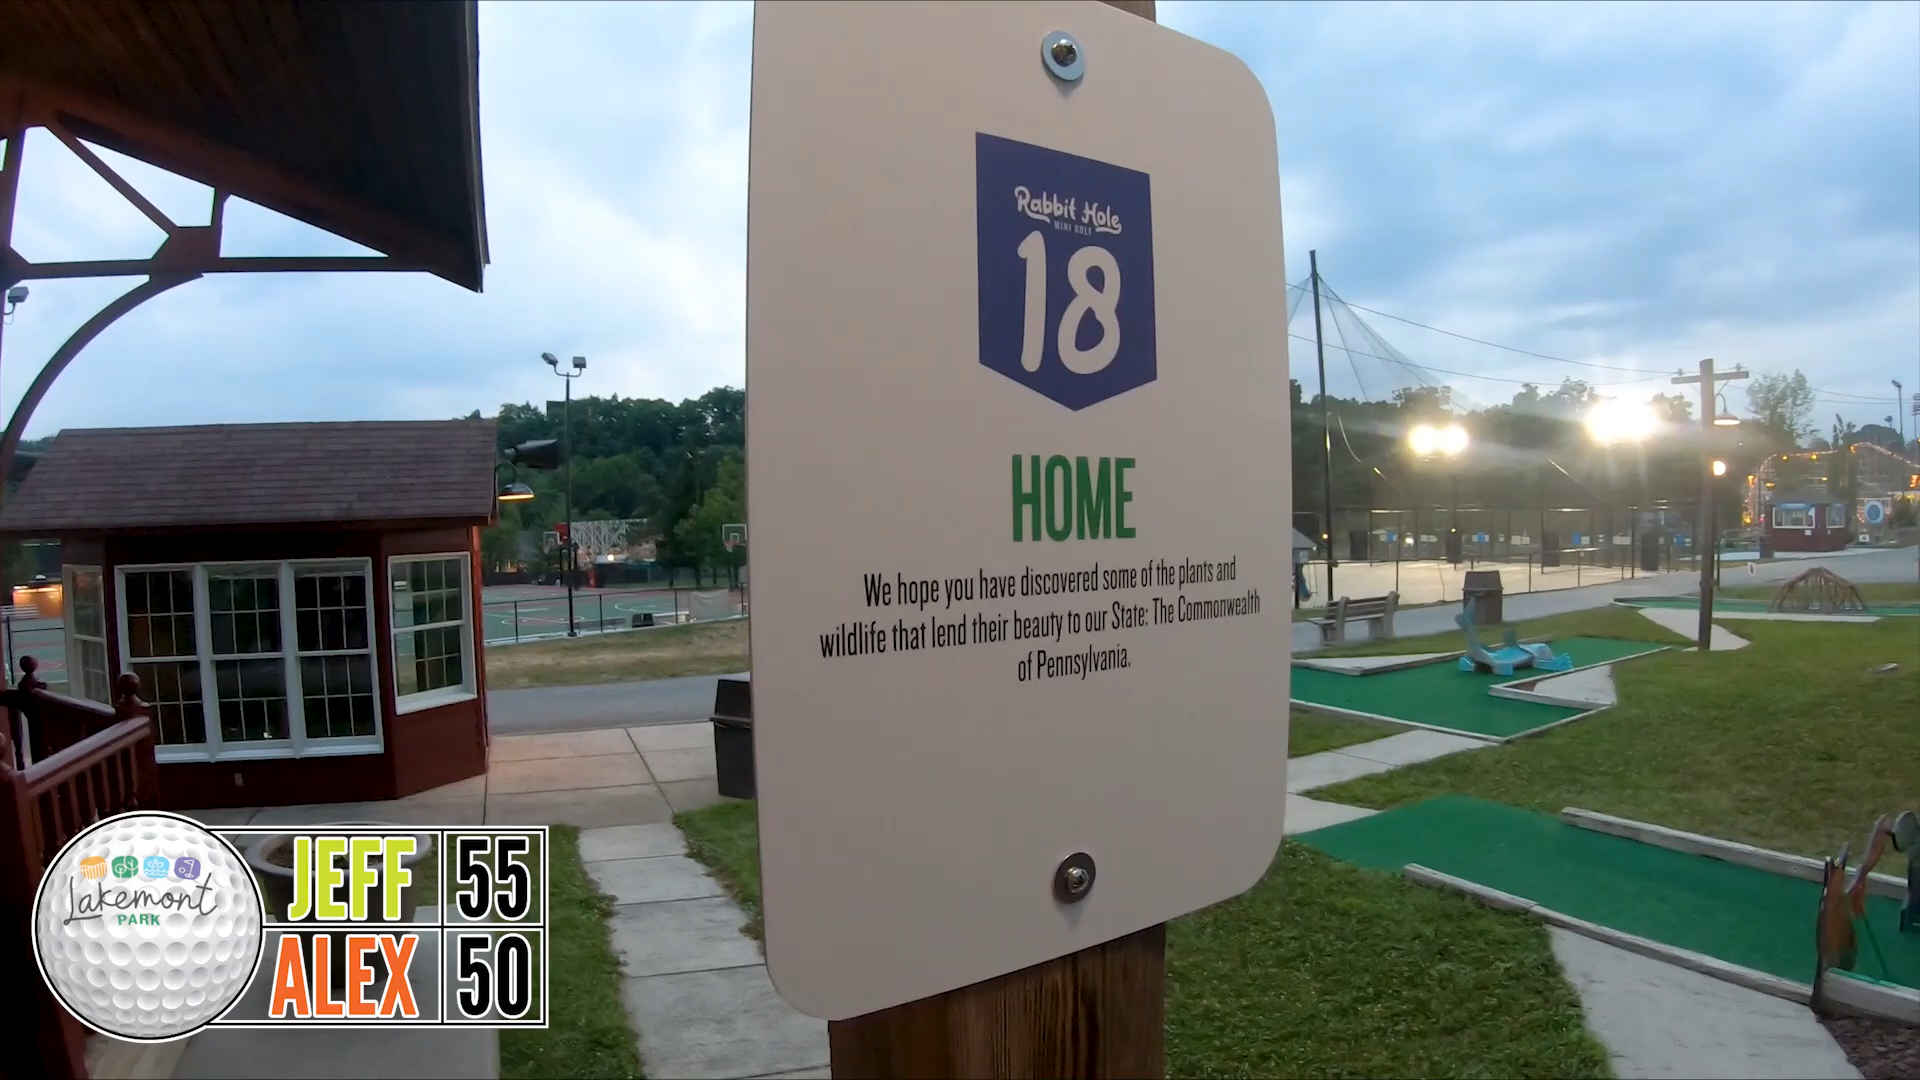 Rabbit Hole
MINI GOLF
18
HOME
We hope you have discovered some of the plants and
wildlife that lend their beauty to our State: The Commonwealth
of Pennsylvania.
Lakemont
PARK
JEFF 55
ALEX 50